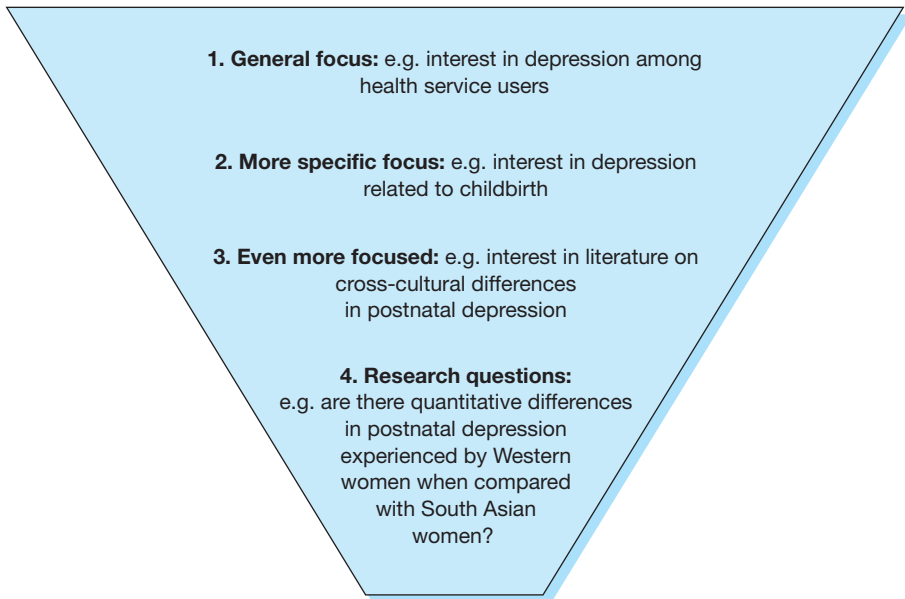 1. General focus: e.g. interest in depression among
health service users
2. More specific focus: e.g. interest in depression
related to childbirth
3. Even more focused: e.g. interest in literature on
cross-cultural differences
in postnatal depression
4. Research questions:
e.g. are there quantitative differences
in postnatal depression
experienced by Western
women when compared
with South Asian
women?